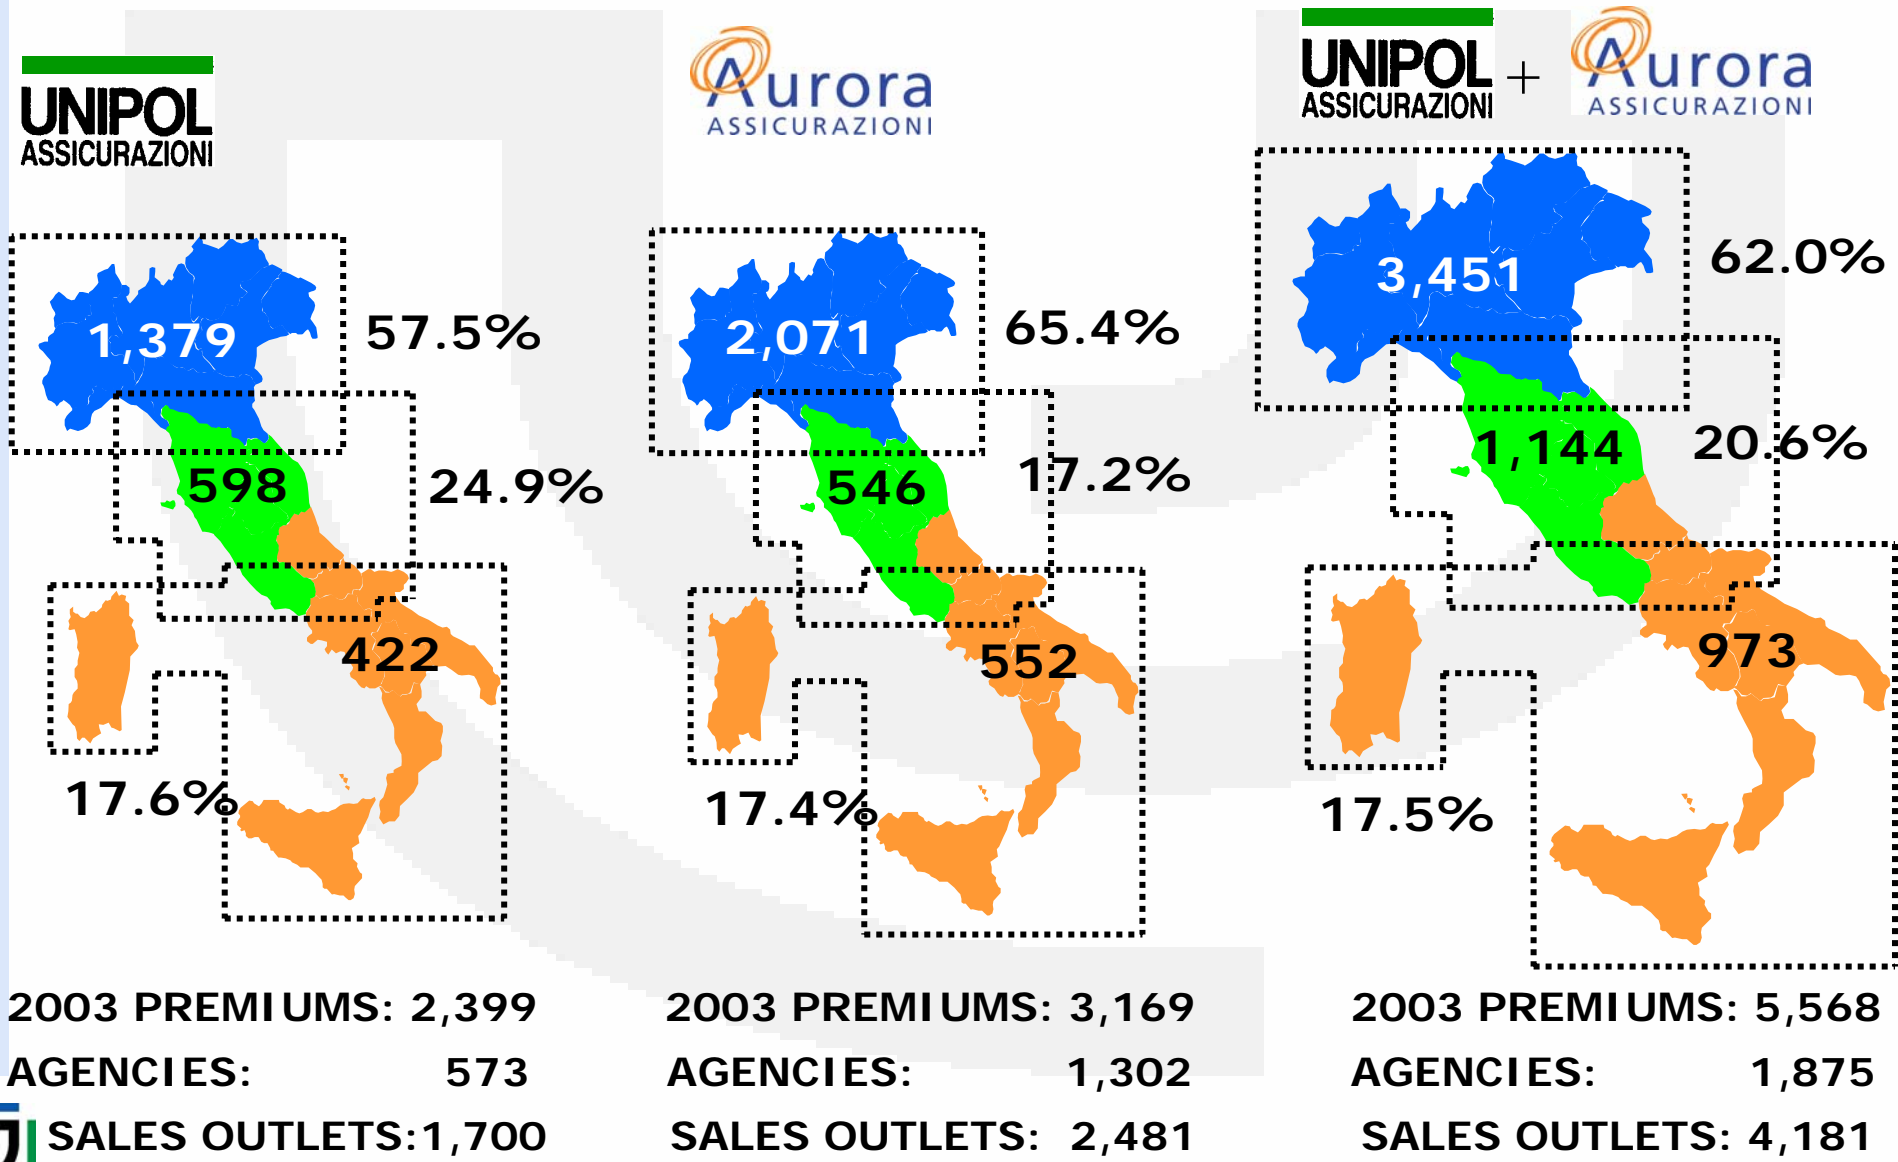 UNIPOL
ASSICURAZIONI
1,379
57.5%
598
24.9%
422
17.6%
2003 PREMIUMS: 2,399
AGENCIES: 573
SALES OUTLETS: 1,700
Aurora
ASSICURAZIONI
2,071
65.4%
546
17.2%
552
17.4%
2003 PREMIUMS: 3,169
AGENCIES: 1,302
SALES OUTLETS: 2,481
UNIPOL
ASSICURAZIONI
+
Aurora
ASSICURAZIONI
3,451
62.0%
1,144
20.6%
973
17.5%
2003 PREMIUMS: 5,568
AGENCIES: 1,875
SALES OUTLETS: 4,181